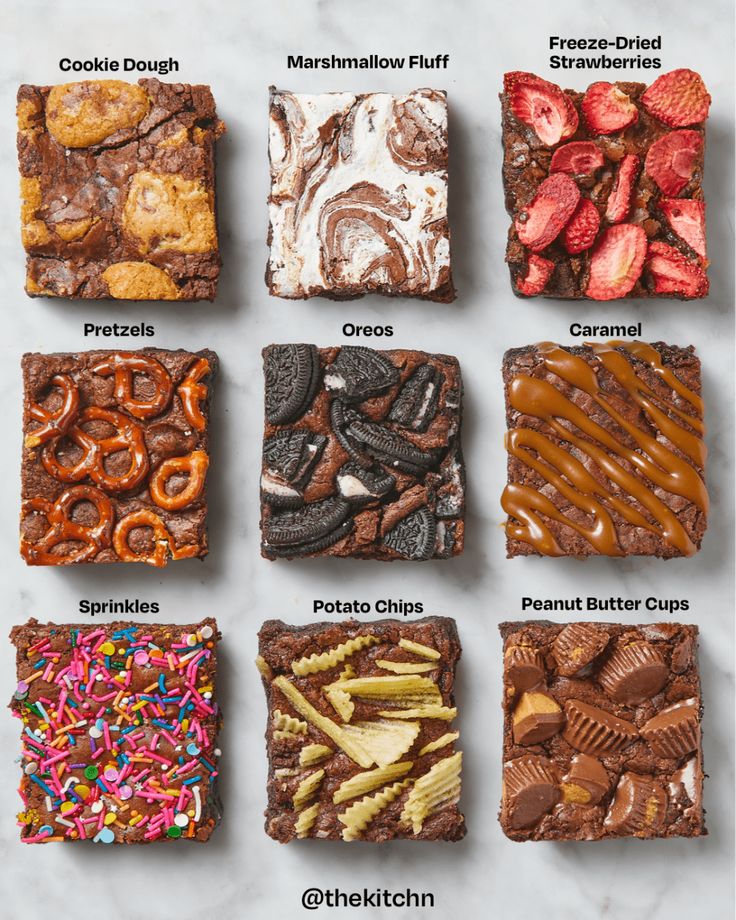 Cookie Dough
Marshmallow Fluff
Freeze-Dried
Strawberries
Pretzels
Oreos
Caramel
Sprinkles
Potato Chips
Peanut Butter Cups
@thekitchn